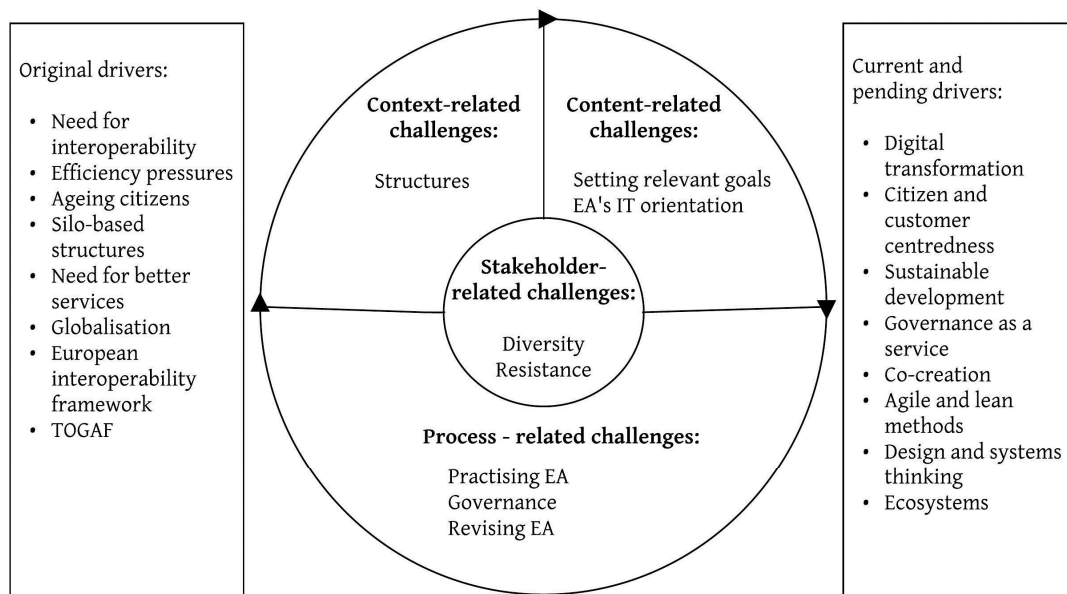 Original drivers:
• Need for
interoperability
• Efficiency pressures
• Ageing citizens
• Silo-based
structures
• Need for better
services
• Globalisation
• European
interoperability
framework
• TOGAF
Context-related
challenges:
Structures
Content-related
challenges:
Setting relevant goals
EA's IT orientation
Stakeholder-
related challenges:
Diversity
Resistance
Process - related challenges:
Practising EA
Governance
Revising EA
Current and
pending drivers:
• Digital
transformation
• Citizen and
customer
centredness
• Sustainable
development
• Governance as a
service
• Co-creation
• Agile and lean
methods
• Design and systems
thinking
• Ecosystems